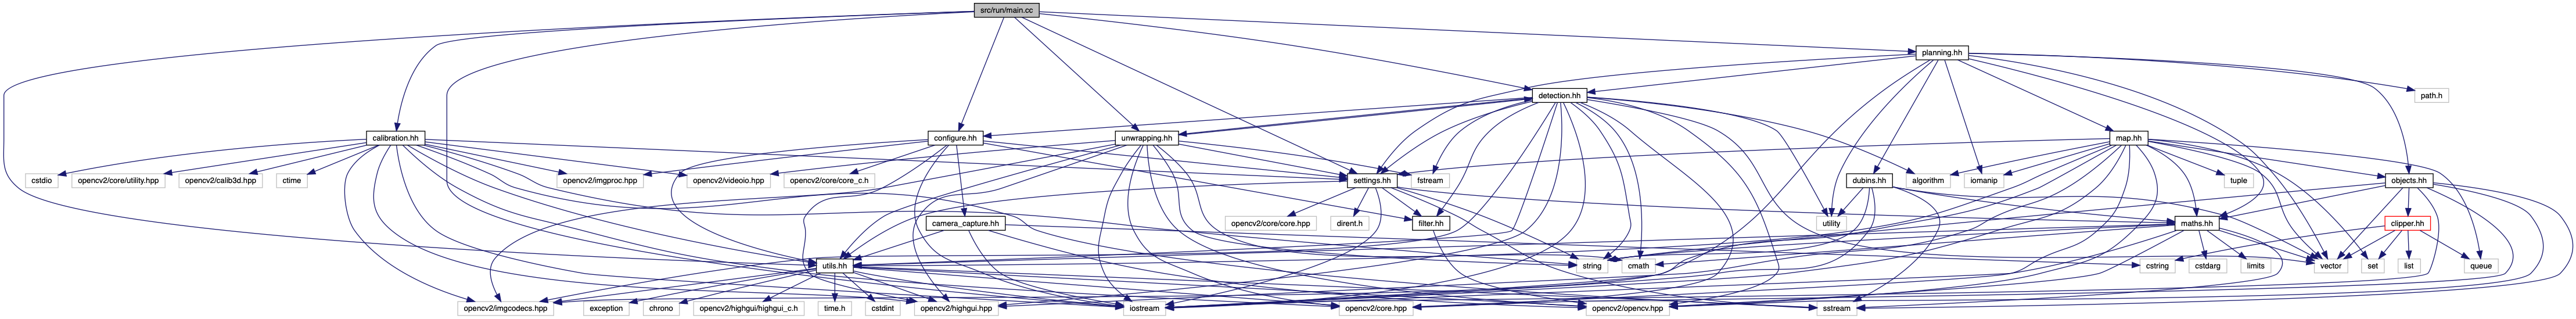 src/run/main.cc
planning.hh
detection.hh
path.h
calibration.hh
configure.hh
unwrapping.hh
map.hh
cstdio
opencv2/core/utility.hpp
opencv2/calib3d.hpp
ctime
opencv2/imgproc.hpp
opencv2/videoio.hpp
opencv2/core/core_c.h
settings.hh
fstream
dubins.hh
algorithm
iomanip
tuple
objects.hh
camera_capture.hh
opencv2/core/core.hpp
dirent.h
filter.hh
utility
maths.hh
clipper.hh
utils.hh
string
cmath
cstring
cstdarg
limits
vector
set
list
queue
opencv2/imgcodecs.hpp
exception
chrono
opencv2/highgui/highgui_c.h
time.h
cstdint
opencv2/highgui.hpp
iostream
opencv2/core.hpp
opencv2/opencv.hpp
sstream